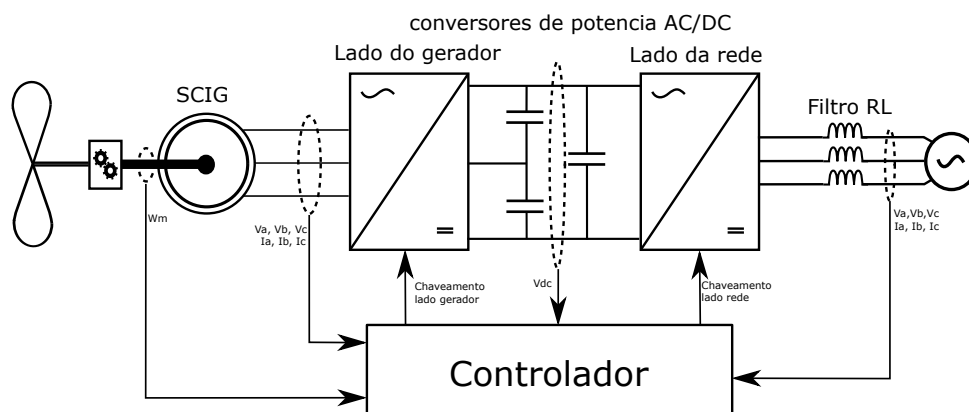 conversores de potencia AC/DC
Lado do gerador
Lado da rede
SCIG
Filtro RL
Wm
Va, Vb, Vc
Ia, Ib, Ic
Va,Vb,Vc
Ia, Ib, Ic
Chaveamento
lado gerador
Vdc
Chaveamento
lado rede
Controlador